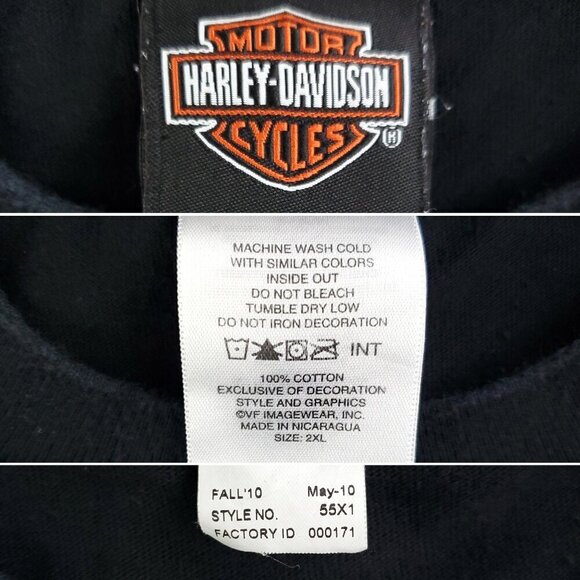 MOTOR
HARLEY-DAVIDSON
CYCLES
MACHINE WASH COLD
WITH SIMILAR COLORS
INSIDE OUT
DO NOT BLEACH
TUMBLE DRY LOW
DO NOT IRON DECORATION
INT
100% COTTON
EXCLUSIVE OF DECORATION
STYLE AND GRAPHICS
©VF IMAGEWEAR, INC.
MADE IN NICARAGUA
SIZE: 2XL
FALL'10 May-10
STYLE NO. 55X1
FACTORY ID 000171